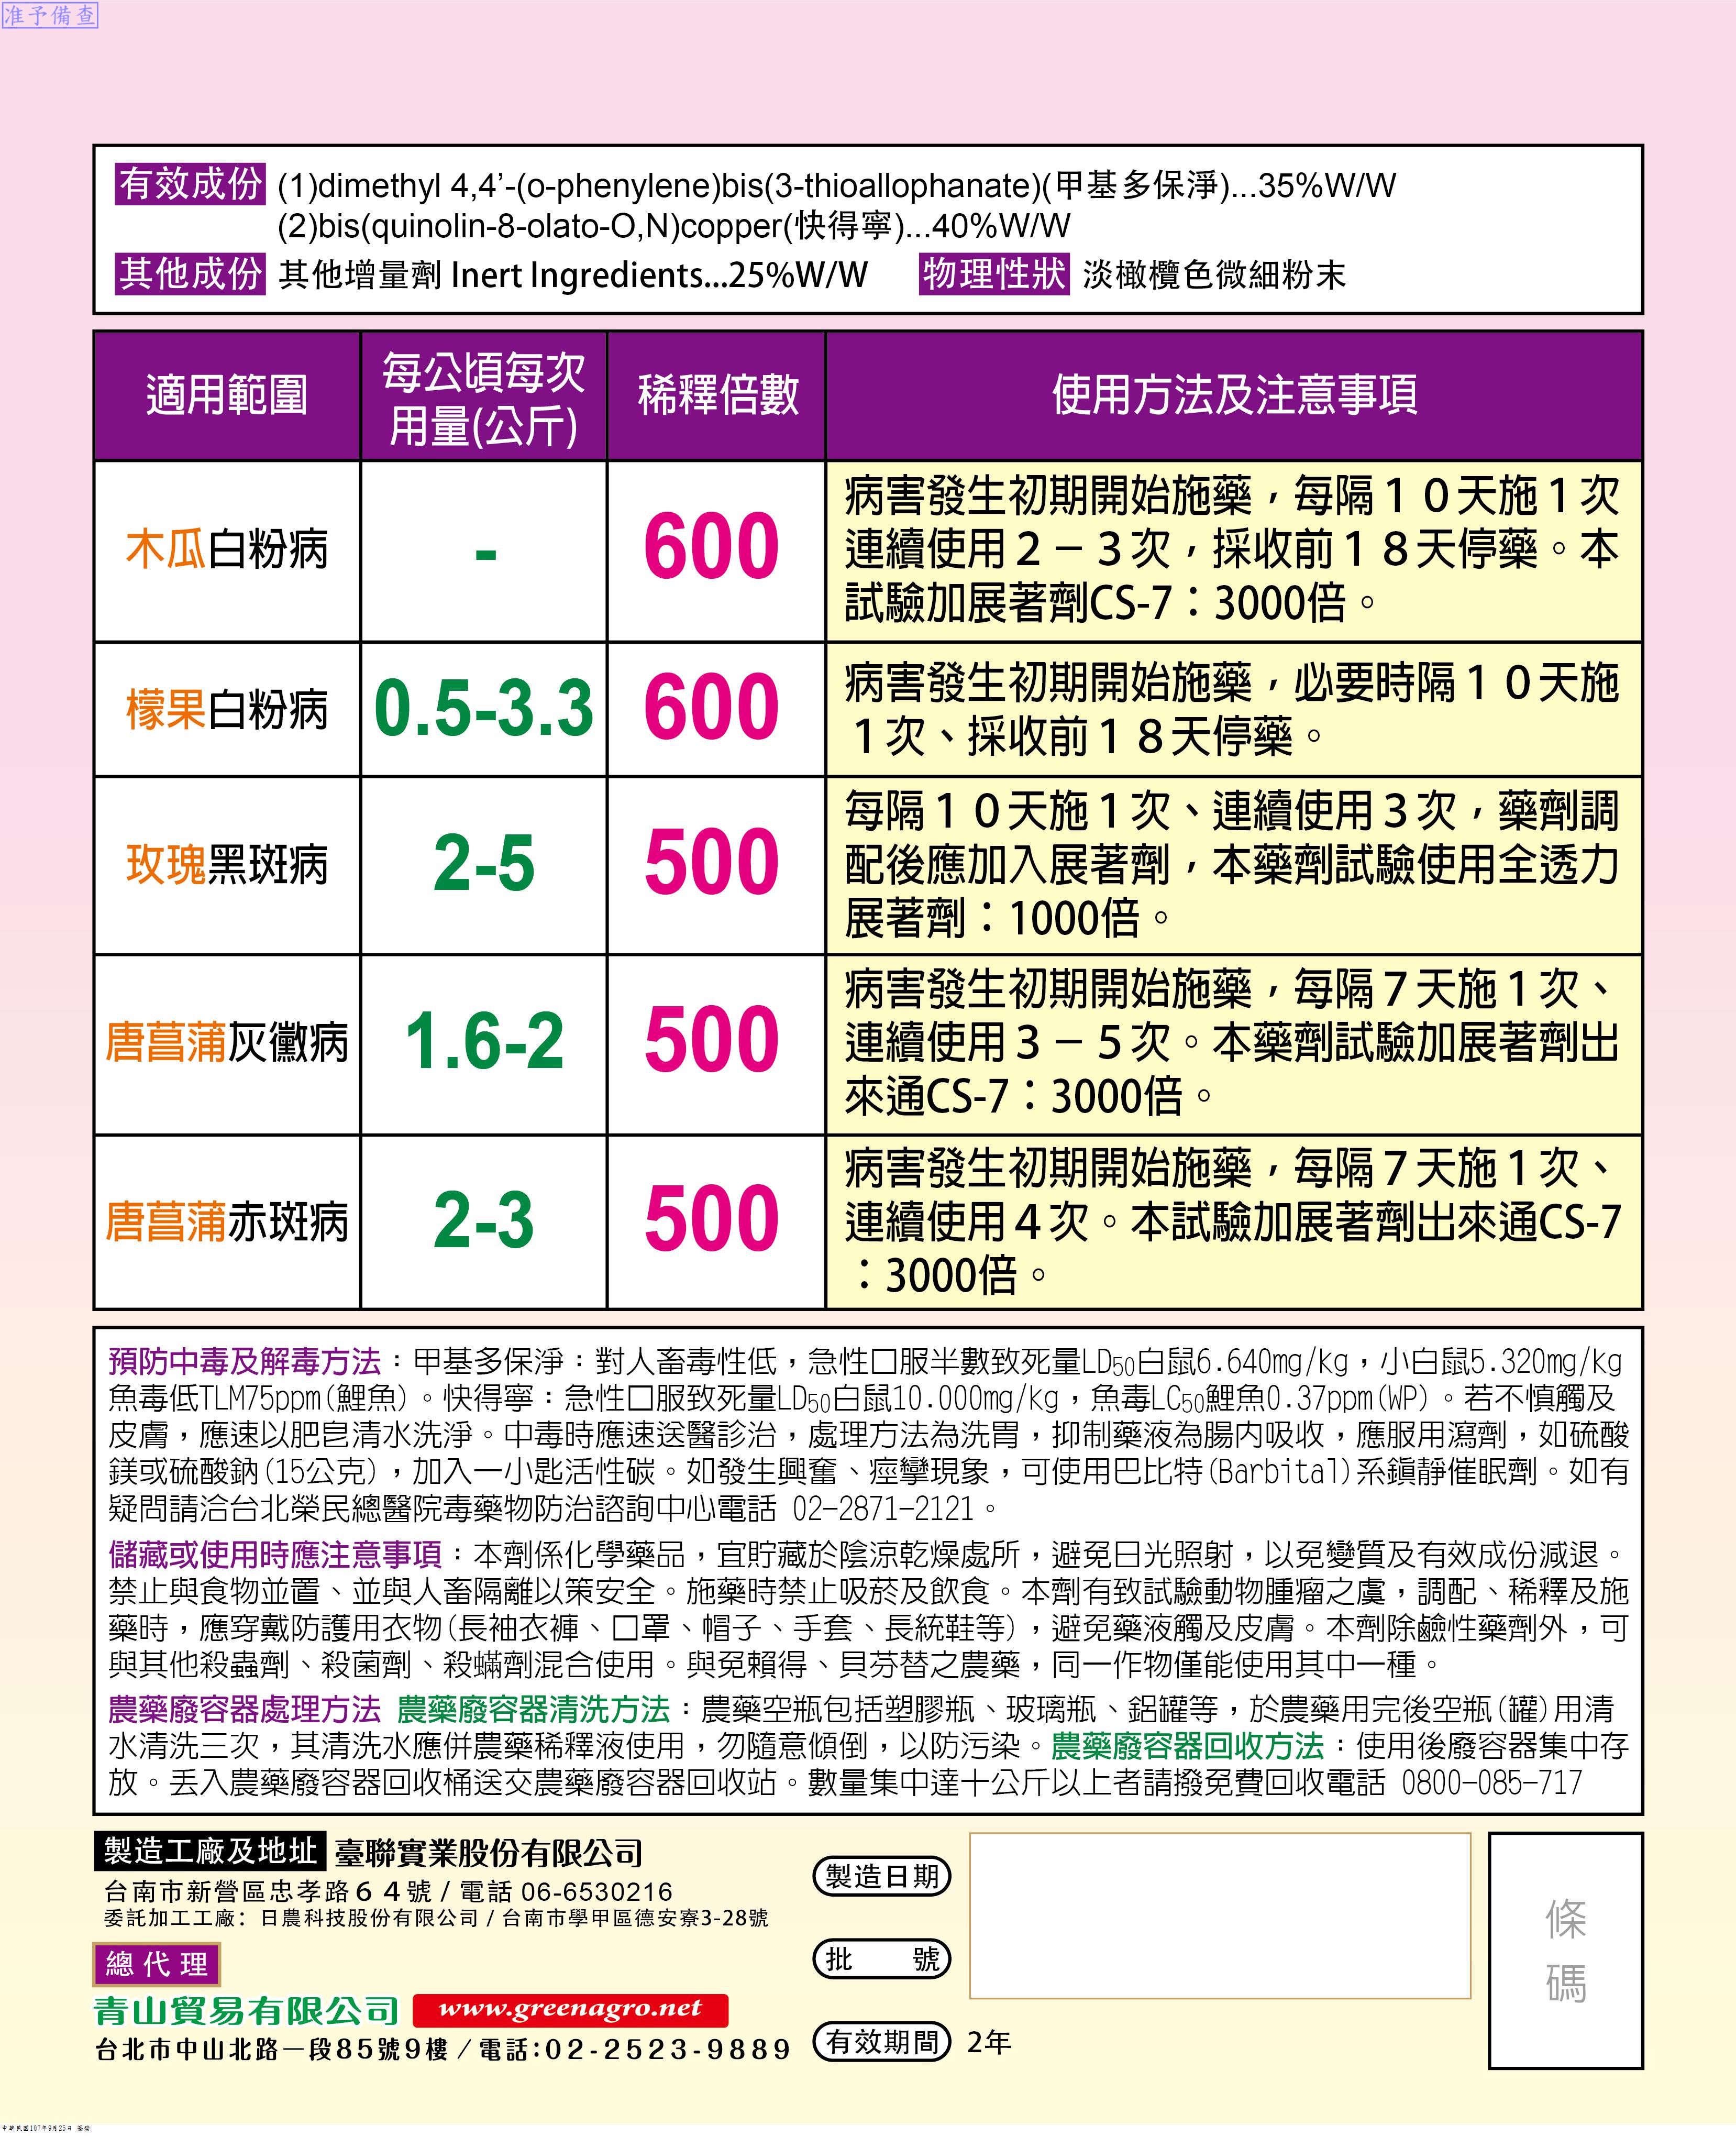 准予備查
有效成份 (1)dimethyl 4,4’-(o-phenylene)bis(3-thioallophanate)(甲基多保淨)...35%W/W
(2)bis(quinolin-8-olato-O,N)copper(快得寧)...40%W/W
其他成份 其他增量劑 Inert Ingredients...25%W/W 物理性狀 淡橄欖色微細粉末
適用範圍 每公頃每次 稀釋倍數 使用方法及注意事項
用量(公斤)
木瓜白粉病 - 600 病害發生初期開始施藥，每隔１０天施１次
連續使用２－３次，採收前１８天停藥。本
試驗加展著劑CS-7：3000倍。
檬果白粉病 0.5-3.3 600 病害發生初期開始施藥，必要時隔１０天施
１次、採收前１８天停藥。
玫瑰黑斑病 2-5 500 每隔１０天施１次、連續使用３次，藥劑調
配後應加入展著劑，本藥劑試驗使用全透力
展著劑：1000倍。
唐菖蒲灰黴病 1.6-2 500 病害發生初期開始施藥，每隔７天施１次、
連續使用３－５次。本藥劑試驗加展著劑出
來通CS-7：3000倍。
唐菖蒲赤斑病 2-3 500 病害發生初期開始施藥，每隔７天施１次、
連續使用４次。本試驗加展著劑出來通CS-7
：3000倍。
預防中毒及解毒方法：甲基多保淨：對人畜毒性低，急性口服半數致死量LD50白鼠6.640mg/kg，小白鼠5.320mg/kg
魚毒低TLM75ppm(鯉魚)。快得寧：急性口服致死量LD50白鼠10.000mg/kg，魚毒LC50鯉魚0.37ppm(WP)。若不慎觸及
皮膚，應速以肥皂清水洗淨。中毒時應速送醫診治，處理方法為洗胃，抑制藥液為腸內吸收，應服用瀉劑，如硫酸
鎂或硫酸鈉(15公克)，加入一小匙活性碳。如發生興奮、痙攣現象，可使用巴比特(Barbital)系鎮靜催眠劑。如有
疑問請洽台北榮民總醫院毒藥物防治諮詢中心電話 02-2871-2121。
儲藏或使用時應注意事項：本劑係化學藥品，宜貯藏於陰涼乾燥處所，避免日光照射，以免變質及有效成份減退。
禁止與食物並置、並與人畜隔離以策安全。施藥時禁止吸菸及飲食。本劑有致試驗動物腫瘤之虞，調配、稀釋及施
藥時，應穿戴防護用衣物(長袖衣褲、口罩、帽子、手套、長統鞋等)，避免藥液觸及皮膚。本劑除鹼性藥劑外，可
與其他殺蟲劑、殺菌劑、殺蟎劑混合使用。與免賴得、貝芬替之農藥，同一作物僅能使用其中一種。
農藥廢容器處理方法 農藥廢容器清洗方法：農藥空瓶包括塑膠瓶、玻璃瓶、鋁罐等，於農藥用完後空瓶(罐)用清
水清洗三次，其清洗水應併農藥稀釋液使用，勿隨意傾倒，以防污染。農藥廢容器回收方法：使用後廢容器集中存
放。丟入農藥廢容器回收桶送交農藥廢容器回收站。數量集中達十公斤以上者請撥免費回收電話 0800-085-717
製造工廠及地址 臺聯實業股份有限公司
台南市新營區忠孝路６４號 / 電話 06-6530216
委託加工工廠：日農科技股份有限公司 / 台南市學甲區德安寮3-28號
總代理
青山貿易有限公司 www.greenagro.net
台北市中山北路一段85號9樓／電話:02-2523-9889
製造日期
批 號
有效期間 2年
條
碼
中華民國107年9月25日 簽發